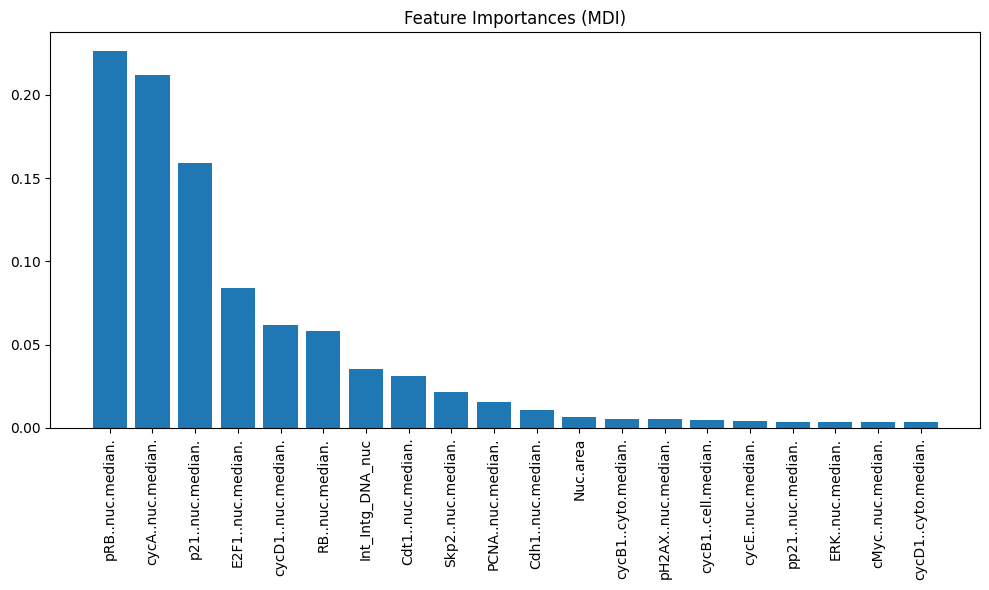 Feature Importances (MDI)
0.20
0.15
0.10
0.05
0.00
pRB..nuc.median.
cycA..nuc.median.
p21..nuc.median.
E2F1..nuc.median.
cycD1..nuc.median.
RB..nuc.median.
Int_Intg_DNA_nuc
Cdt1..nuc.median.
Skp2..nuc.median.
PCNA..nuc.median.
Cdh1..nuc.median.
Nuc.area
cycB1..cyto.median.
pH2AX..nuc.median.
cycB1..cell.median.
cycE..nuc.median.
pp21..nuc.median.
ERK..nuc.median.
cMyc..nuc.median.
cycD1..cyto.median.